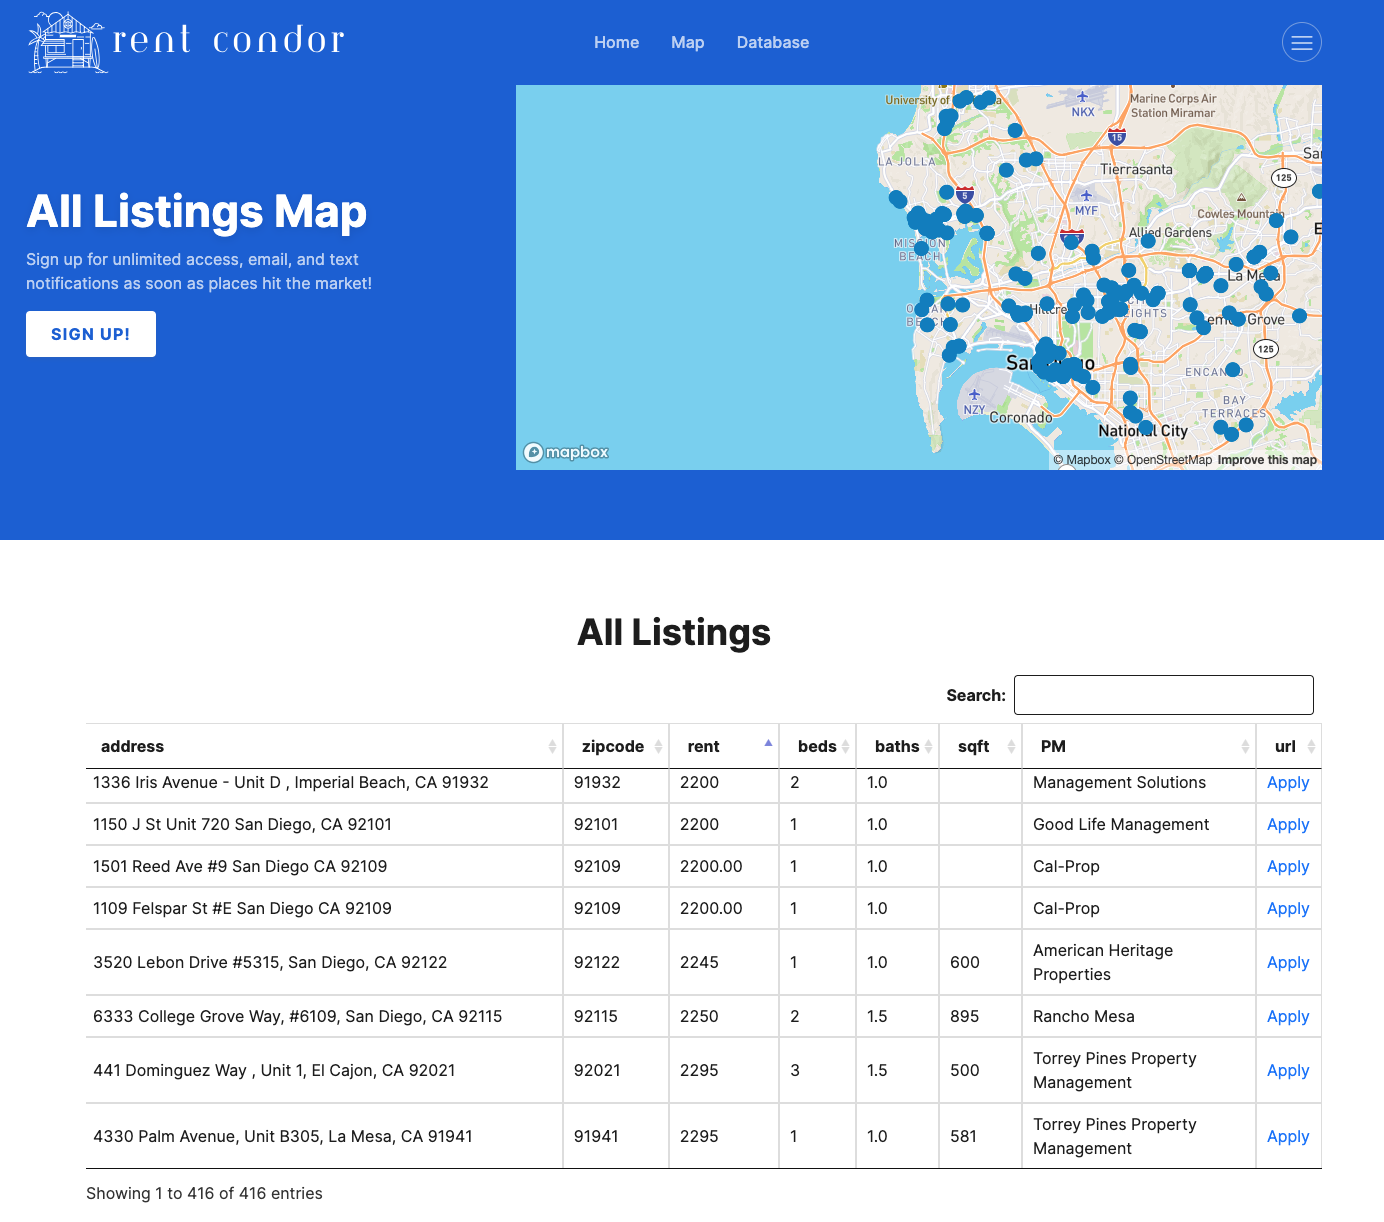 rent condor
Home Map Database
All Listings Map
Sign up for unlimited access, email, and text
notifications as soon as places hit the market!
SIGN UP!
University of
NKX
Marine Corps Air
Station Miramar
15
LA JOLLA
Tierrasanta
125
5
MYF
Cowles Mountain
Allied Gardens
MISSION
BEACH
La Mesa
Hillcre
HEIGHTS
Lemon Grove
125
San Diego
ENCANTO
NZY
Coronado
BAY
TERRACES
National City
mapbox
© Mapbox © OpenStreetMap Improve this map
All Listings
Search:
address zipcode rent beds baths sqft PM url
1336 Iris Avenue - Unit D , Imperial Beach, CA 91932 91932 2200 2 1.0 Management Solutions Apply
1150 J St Unit 720 San Diego, CA 92101 92101 2200 1 1.0 Good Life Management Apply
1501 Reed Ave #9 San Diego CA 92109 92109 2200.00 1 1.0 Cal-Prop Apply
1109 Felspar St #E San Diego CA 92109 92109 2200.00 1 1.0 Cal-Prop Apply
3520 Lebon Drive #5315, San Diego, CA 92122 92122 2245 1 1.0 600 American Heritage Properties Apply
6333 College Grove Way, #6109, San Diego, CA 92115 92115 2250 2 1.5 895 Rancho Mesa Apply
441 Dominguez Way , Unit 1, El Cajon, CA 92021 92021 2295 3 1.5 500 Torrey Pines Property Management Apply
4330 Palm Avenue, Unit B305, La Mesa, CA 91941 91941 2295 1 1.0 581 Torrey Pines Property Management Apply
Showing 1 to 416 of 416 entries